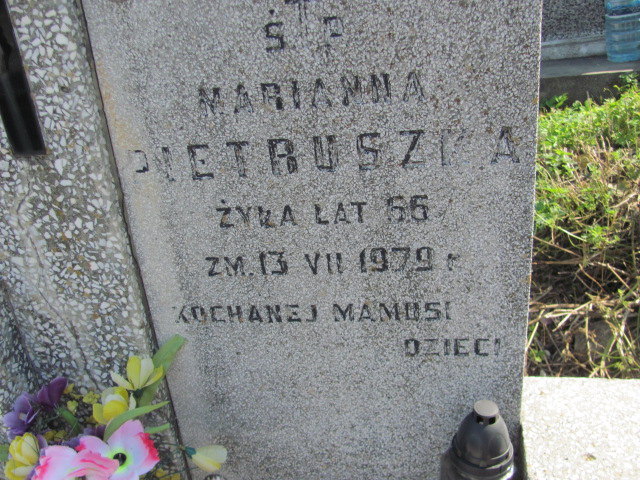 Ś P
MARIANNA
PIETRUSZKA
ŻYŁA LAT 66
ZM. 13 VII 1979 r
KOCHANEJ MAMUSI
DZIECI